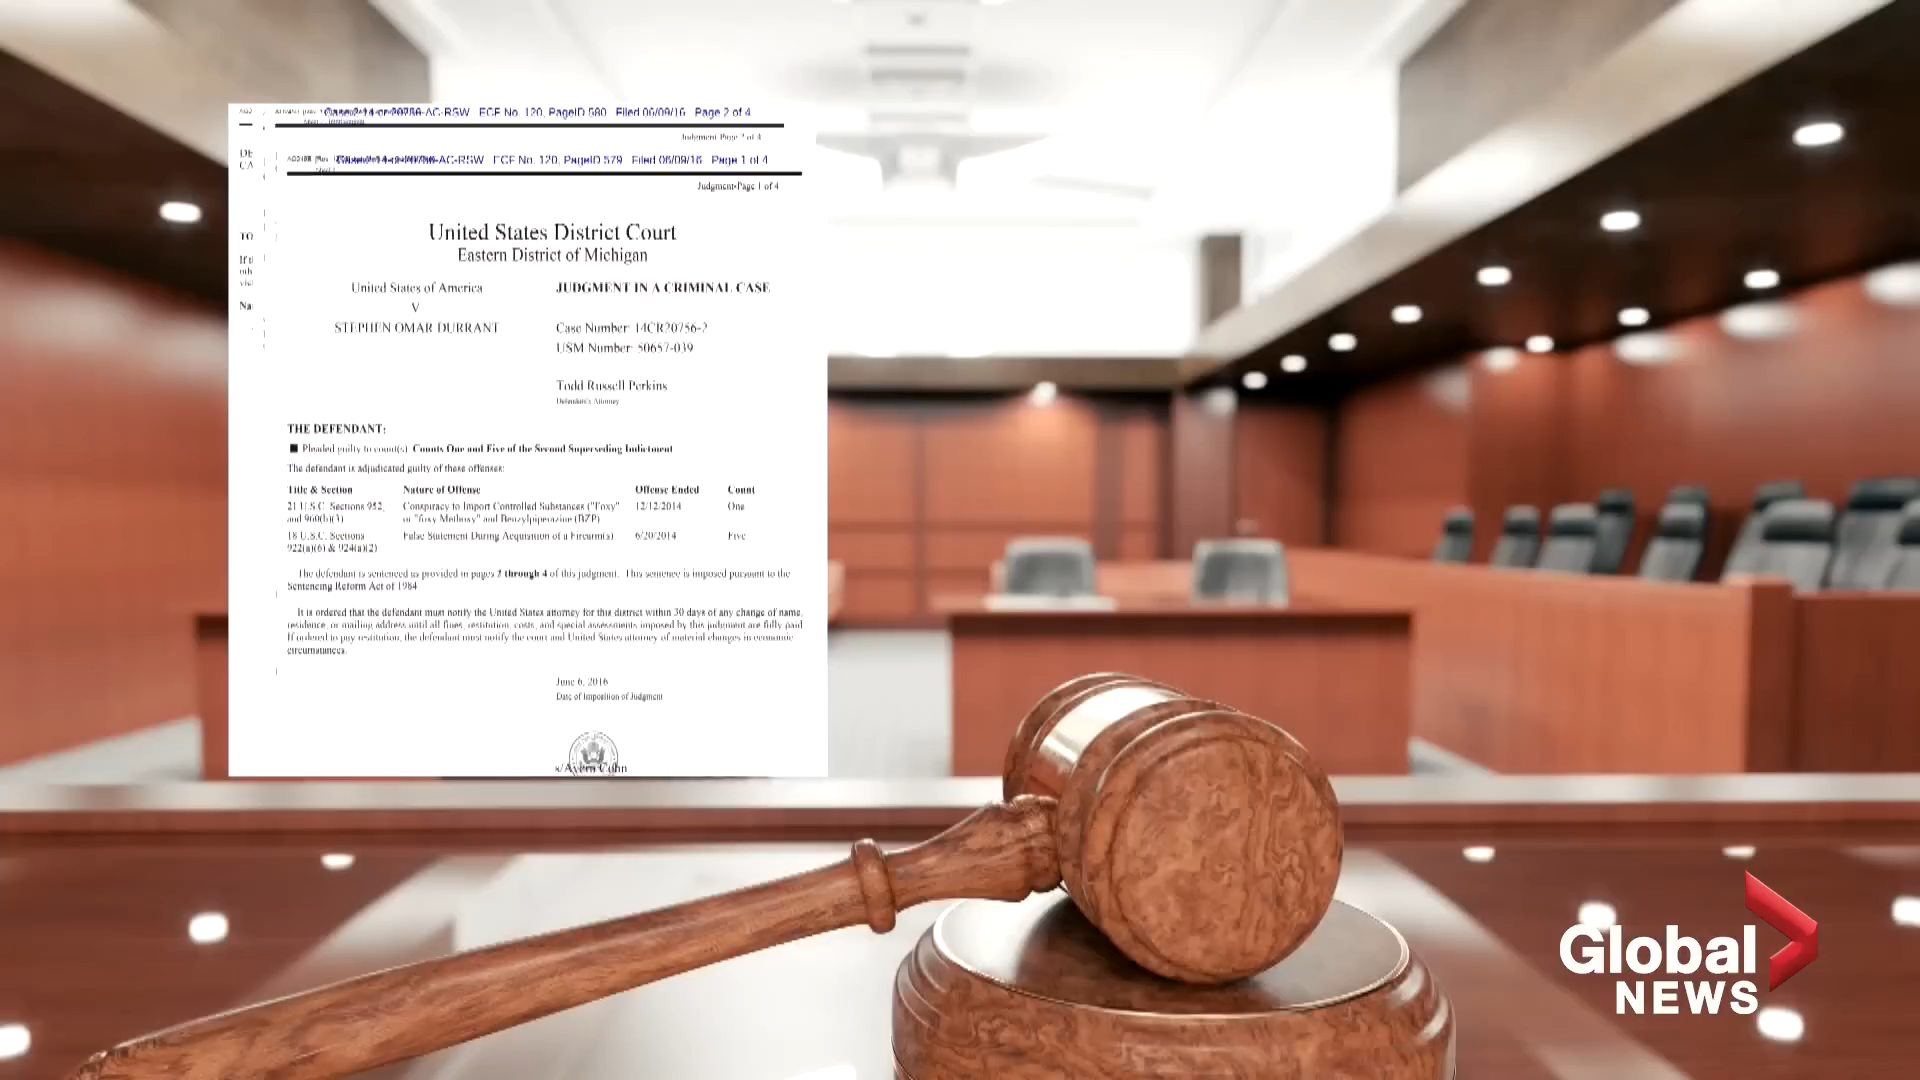 -AC-RSW ECF No. 120, PageID 580 Filed 06/09/16 Page 2 of 4
Judgment-Page 2 of 4
-AC-RSW ECF No. 120, PageID 579 Filed 06/09/16 Page 1 of 4
Judgment-Page 1 of 4
United States District Court
Eastern District of Michigan
United States of America
V
STEPHEN OMAR DURRANT
JUDGMENT IN A CRIMINAL CASE
Case Number: 14CR20756-2
USM Number: 50657-039
Todd Russell Perkins
Defendant's Attorney
THE DEFENDANT:
■ Pleaded guilty to count(s) Counts One and Five of the Second Superseding Indictment
The defendant is adjudicated guilty of these offenses:
Title & Section Nature of Offense Offense Ended Count
21 U.S.C. Sections 952, Conspiracy to Import Controlled Substances ("Foxy" 12/12/2014 One
and 960(b)(3) or "foxy Methoxy" and Benzylpiperazine (BZP)
18 U.S.C. Sections False Statement During Acquisition of a Firearm(s) 6/20/2014 Five
922(a)(6) & 924(a)(2)
The defendant is sentenced as provided in pages 2 through 4 of this judgment. This sentence is imposed pursuant to the
Sentencing Reform Act of 1984
It is ordered that the defendant must notify the United States attorney for this district within 30 days of any change of name,
residence, or mailing address until all fines, restitution, costs, and special assessments imposed by this judgment are fully paid
If ordered to pay restitution, the defendant must notify the court and United States attorney of material changes in economic
circumstances.
June 6, 2016
Date of Imposition of Judgment
s/Avern Cohn
Global
NEWS